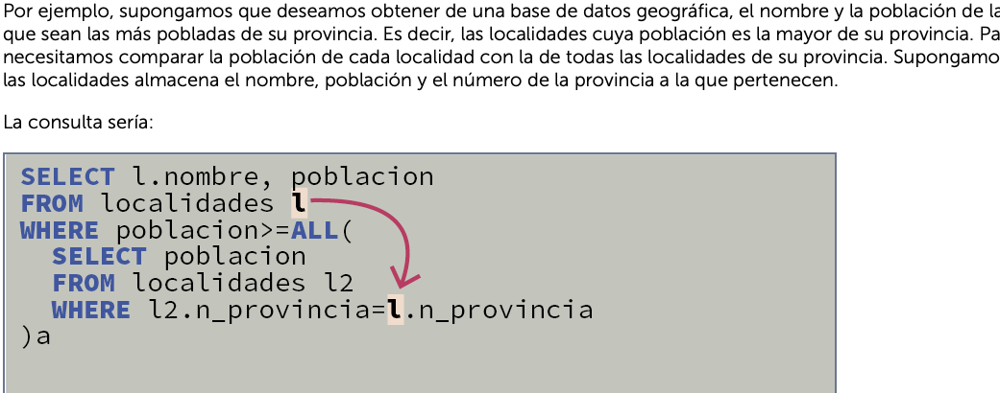 Por ejemplo, supongamos que deseamos obtener de una base de datos geográfica, el nombre y la población de la
que sean las más pobladas de su provincia. Es decir, las localidades cuya población es la mayor de su provincia. Pa
necesitamos comparar la población de cada localidad con la de todas las localidades de su provincia. Supongamo
las localidades almacena el nombre, población y el número de la provincia a la que pertenecen.
La consulta sería:
SELECT l.nombre, poblacion
FROM localidades l
WHERE poblacion>=ALL(
SELECT poblacion
FROM localidades l2
WHERE l2.n_provincia=l.n_provincia
)a